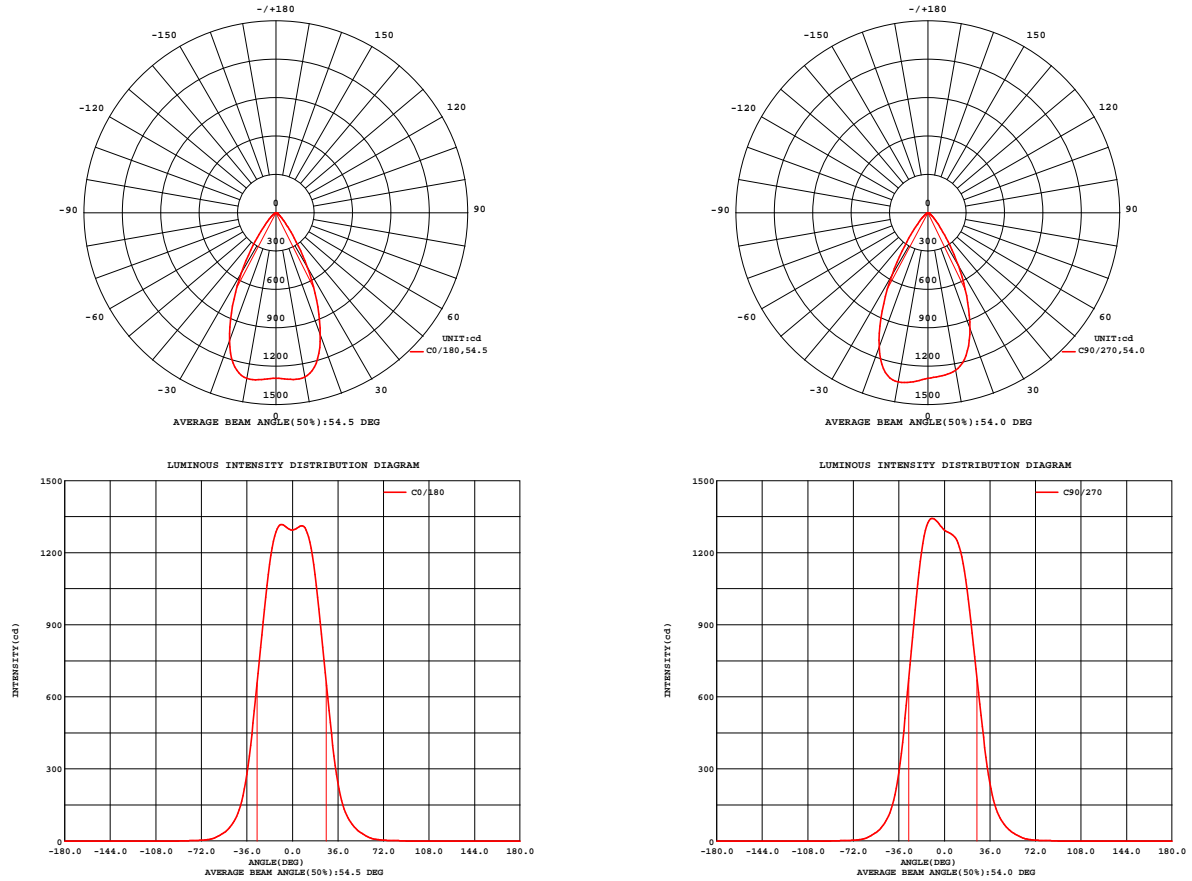 -/+180
-/+180
-150
150
-150
150
-120
120
-120
120
-90
0
90
-90
0
90
300
300
600
600
-60
60
-60
60
900
900
UNIT:cd
UNIT:cd
C0/180,54.5
C90/270,54.0
1200
1200
-30
30
-30
30
1500
1500
0
0
AVERAGE BEAM ANGLE(50%):54.5 DEG
AVERAGE BEAM ANGLE(50%):54.0 DEG
LUMINOUS INTENSITY DISTRIBUTION DIAGRAM
1500
C0/180
1200
900
INTENSITY(cd)
600
300
0
-180.0 -144.0 -108.0 -72.0 -36.0 0.0 36.0 72.0 108.0 144.0 180.0
ANGLE(DEG)
AVERAGE BEAM ANGLE(50%):54.5 DEG
LUMINOUS INTENSITY DISTRIBUTION DIAGRAM
1500
C90/270
1200
900
INTENSITY(cd)
600
300
0
-180.0 -144.0 -108.0 -72.0 -36.0 0.0 36.0 72.0 108.0 144.0 180.0
ANGLE(DEG)
AVERAGE BEAM ANGLE(50%):54.0 DEG